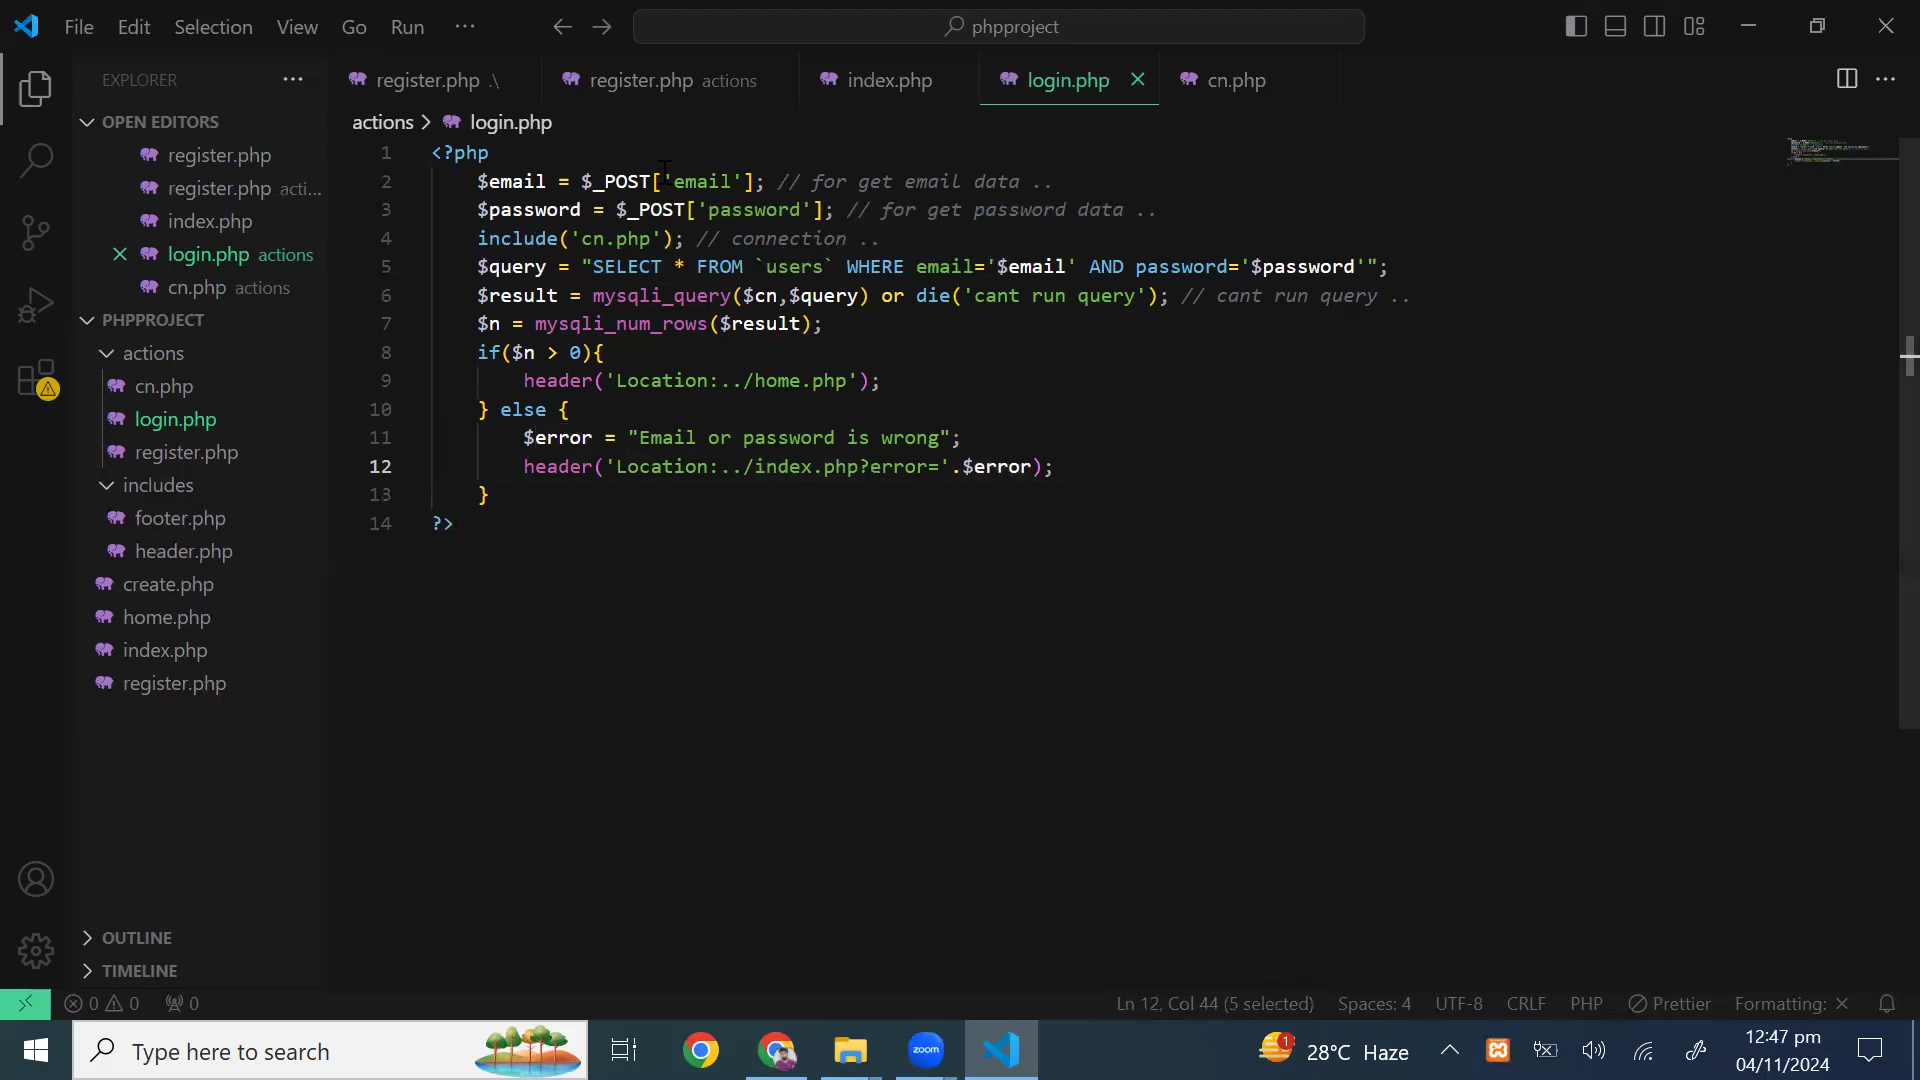 File Edit Selection View Go Run ···
phpproject
EXPLORER ···
register.php .\
register.php actions
index.php
login.php
cn.php
OPEN EDITORS
register.php
register.php acti...
index.php
login.php actions
cn.php actions
PHPPROJECT
actions
cn.php
login.php
register.php
includes
footer.php
header.php
create.php
home.php
index.php
register.php
OUTLINE
TIMELINE
actions > login.php
1 <?php
2 $email = $_POST['email']; // for get email data ..
3 $password = $_POST['password']; // for get password data ..
4 include('cn.php'); // connection ..
5 $query = "SELECT * FROM `users` WHERE email='$email' AND password='$password'";
6 $result = mysqli_query($cn,$query) or die('cant run query'); // cant run query ..
7 $n = mysqli_num_rows($result);
8 if($n > 0){
9 header('Location:../home.php');
10 } else {
11 $error = "Email or password is wrong";
12 header('Location:../index.php?error='.$error);
13 }
14 ?>
0 0 0
Ln 12, Col 44 (5 selected) Spaces: 4 UTF-8 CRLF PHP Prettier Formatting: ×
Type here to search
zoom
1
28°C Haze
12:47 pm
04/11/2024